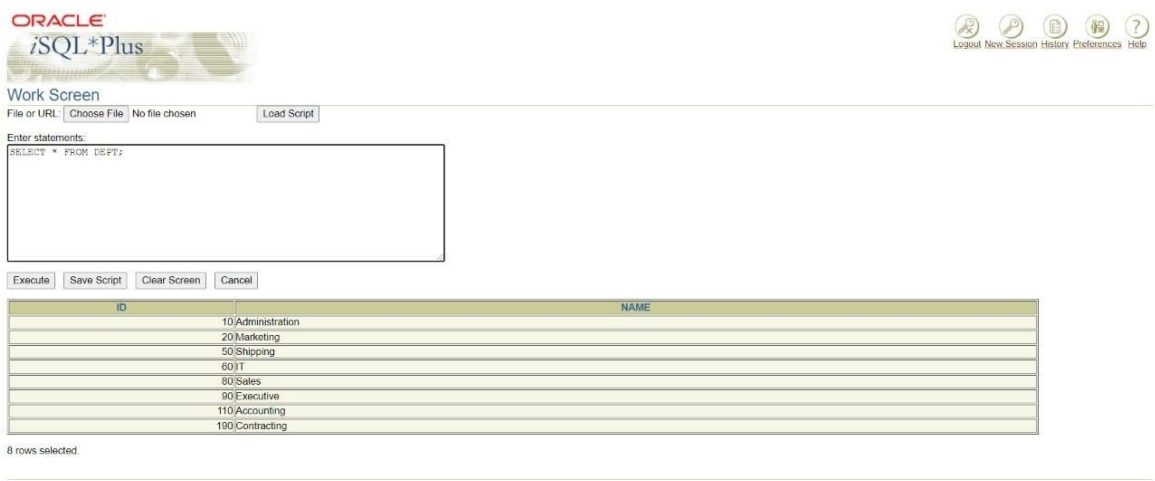 ORACLE
iSQL*Plus
Logout New Session History Preferences Help
Work Screen
File or URL: Choose File No file chosen Load Script
Enter statements:
SELECT * FROM DEPT;
Execute Save Script Clear Screen Cancel
ID NAME
10 Administration
20 Marketing
50 Shipping
60 IT
80 Sales
90 Executive
110 Accounting
190 Contracting
8 rows selected.